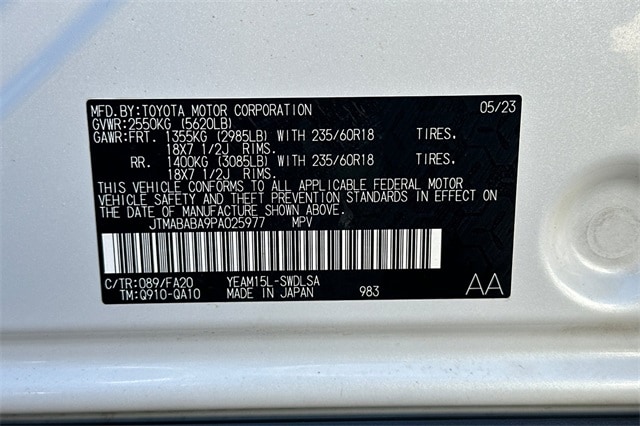 MFD.BY:TOYOTA MOTOR CORPORATION 05/23
GVWR:2550KG (5620LB)
GAWR:FRT. 1355KG (2985LB) WITH 235/60R18 TIRES.
18X7 1/2J RIMS.
RR. 1400KG (3085LB) WITH 235/60R18 TIRES.
18X7 1/2J RIMS.
THIS VEHICLE CONFORMS TO ALL APPLICABLE FEDERAL MOTOR
VEHICLE SAFETY AND THEFT PREVENTION STANDARDS IN EFFECT ON
THE DATE OF MANUFACTURE SHOWN ABOVE.
JTMABABA9PA025977 MPV
C/TR:089/FA20 YEAM15L-SWDLSA
TM:Q910-QA10 MADE IN JAPAN 983 AA